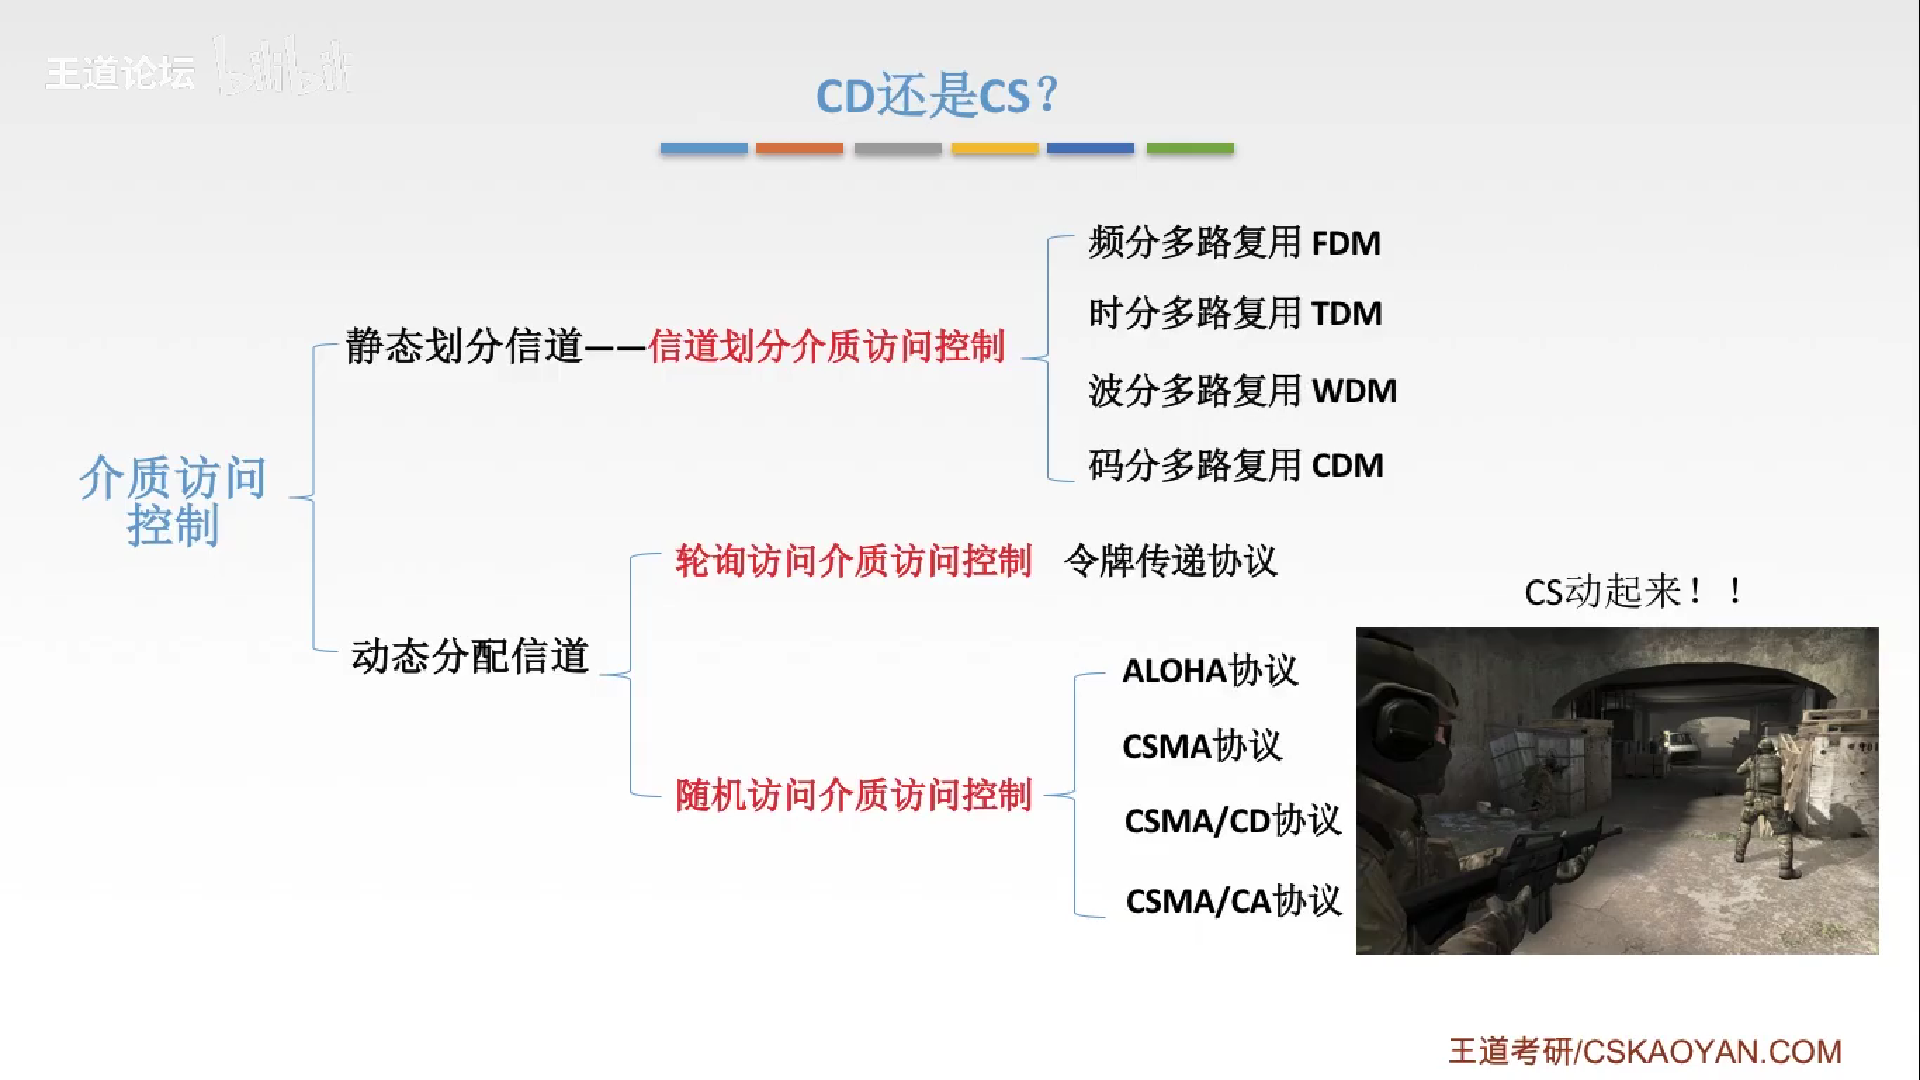 王道论坛 bilibili
CD还是CS？
频分多路复用 FDM
时分多路复用 TDM
静态划分信道——信道划分介质访问控制
波分多路复用 WDM
码分多路复用 CDM
介质访问
控制
轮询访问介质访问控制 令牌传递协议
CS动起来！！
动态分配信道
ALOHA协议
CSMA协议
随机访问介质访问控制
CSMA/CD协议
CSMA/CA协议
王道考研/CSKAOYAN.COM